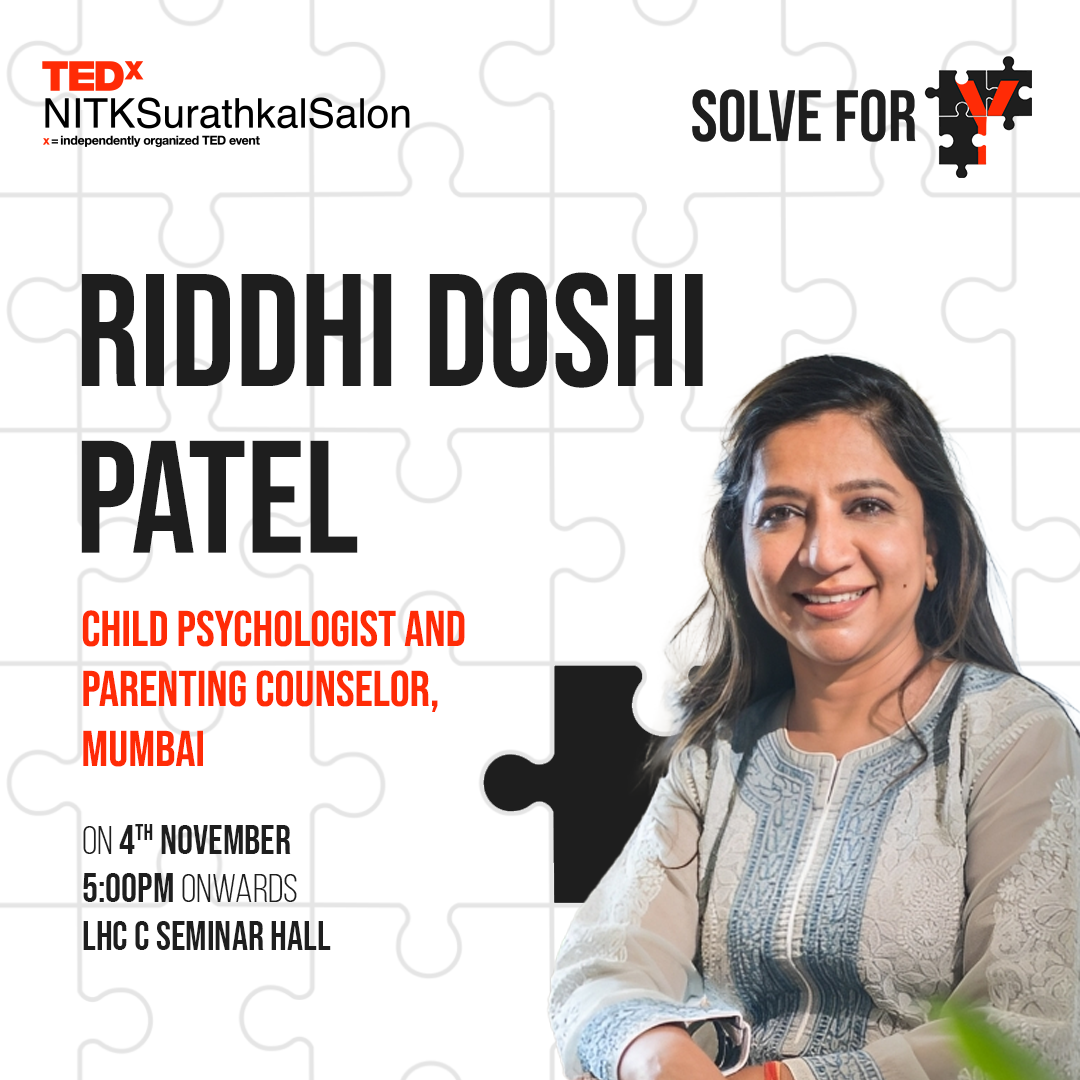 TEDx
NITKSurathkalSalon
x = independently organized TED event
SOLVE FOR Y
RIDDHI DOSHI
PATEL
CHILD PSYCHOLOGIST AND
PARENTING COUNSELOR,
MUMBAI
ON 4TH NOVEMBER
5:00PM ONWARDS
LHC C SEMINAR HALL